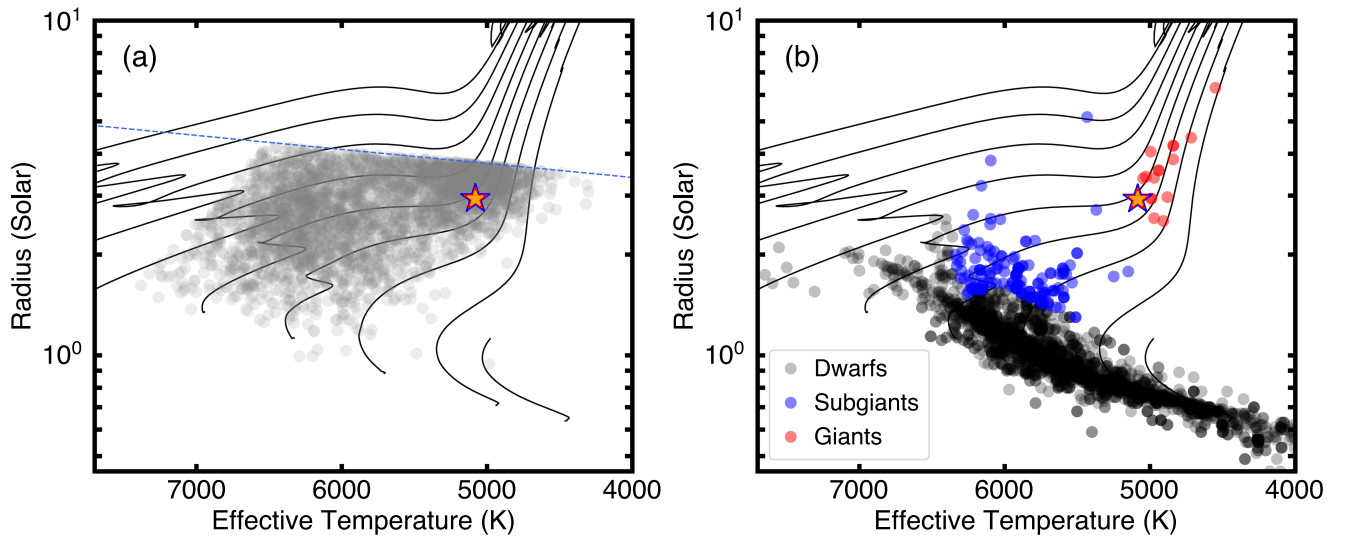 (a)
10¹
10⁰
Radius (Solar)
7000 6000 5000 4000
Effective Temperature (K)
(b)
10¹
10⁰
Radius (Solar)
Dwarfs
Subgiants
Giants
7000 6000 5000 4000
Effective Temperature (K)